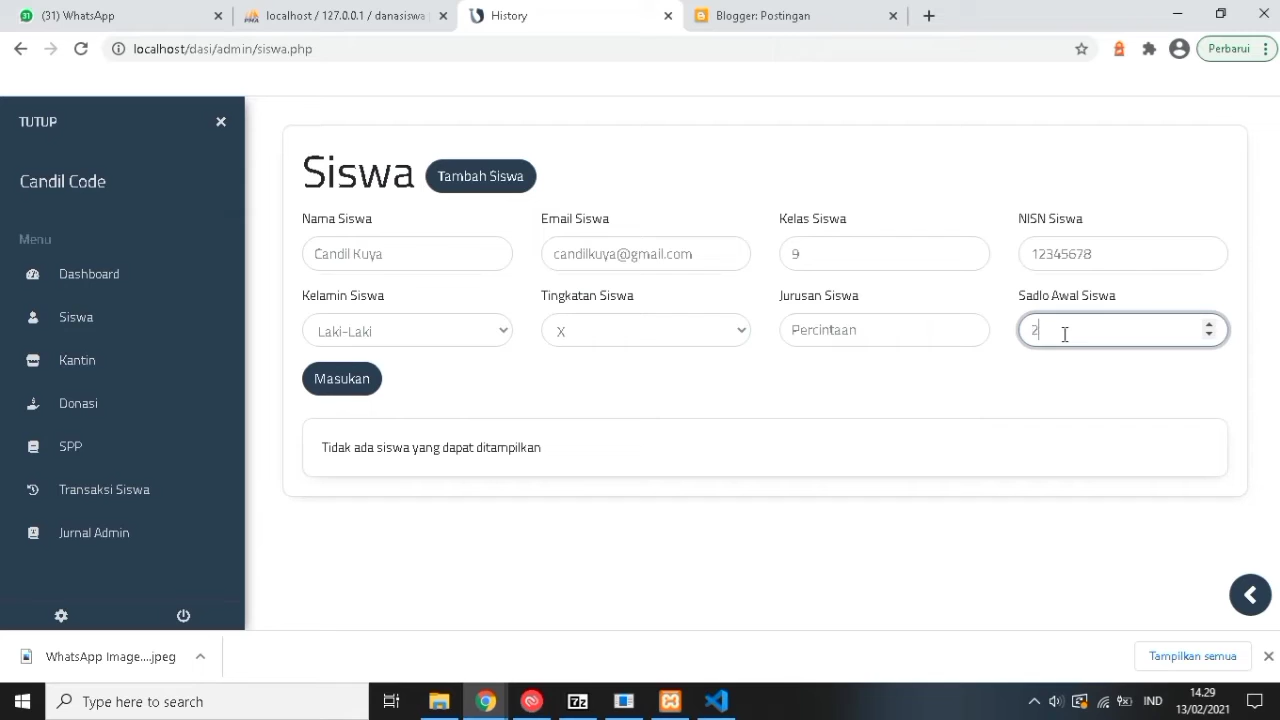 (31) WhatsApp
localhost / 127.0.0.1 / danasiswa
History
Blogger: Postingan
localhost/dasi/admin/siswa.php
Perbarui
TUTUP
Candil Code
Menu
Dashboard
Siswa
Kantin
Donasi
SPP
Transaksi Siswa
Jurnal Admin
Siswa
Tambah Siswa
Nama Siswa
Email Siswa
Kelas Siswa
NISN Siswa
Candil Kuya
candilkuya@gmail.com
9
12345678
Kelamin Siswa
Tingkatan Siswa
Jurusan Siswa
Sadlo Awal Siswa
Laki-Laki
X
Percintaan
2
Masukan
Tidak ada siswa yang dapat ditampilkan
WhatsApp Image....jpeg
Tampilkan semua
Type here to search
IND
14.29
13/02/2021